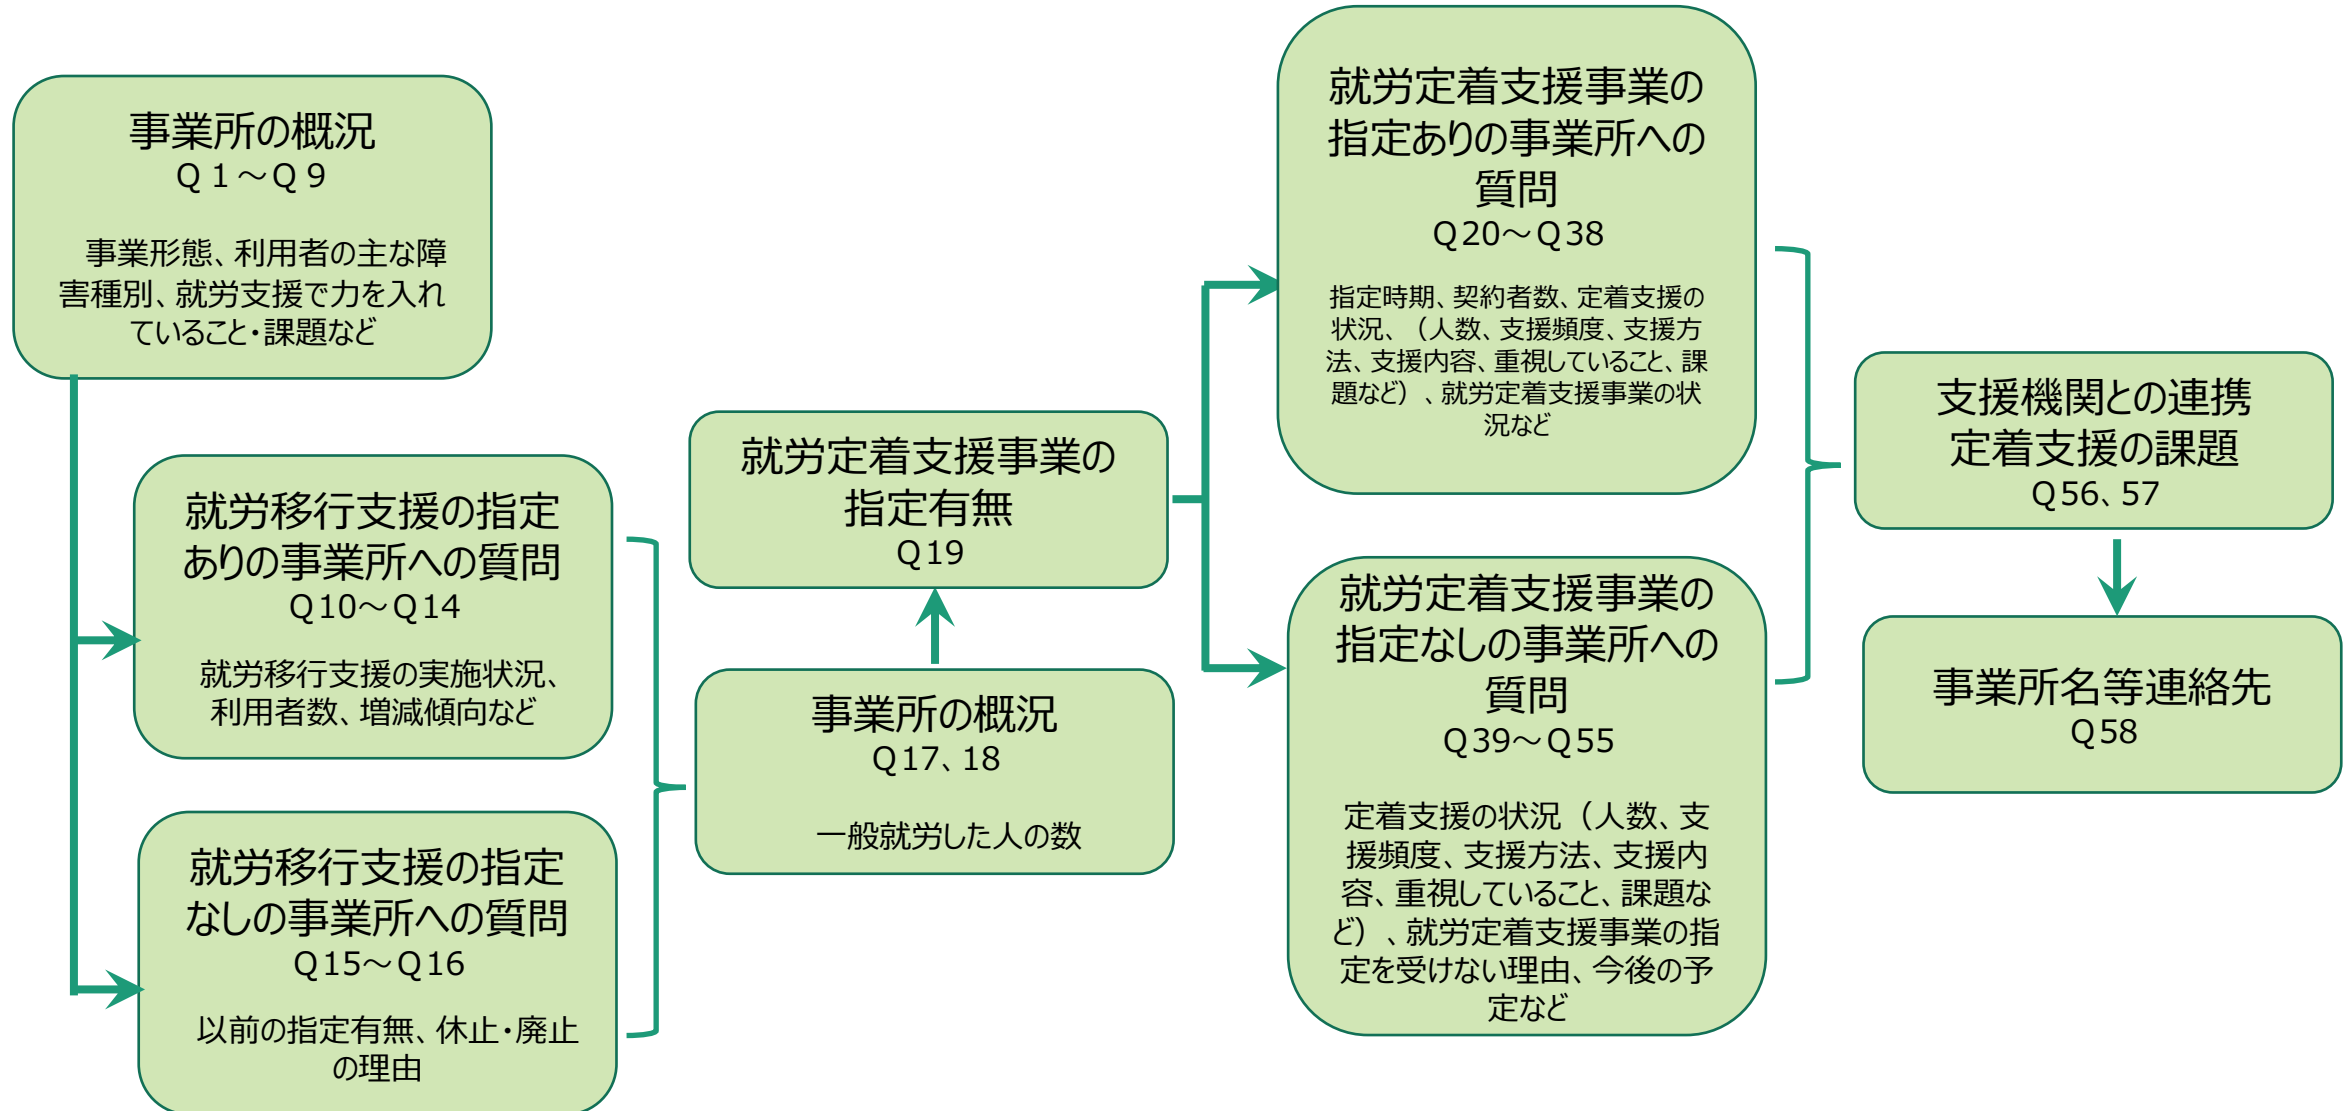 事業所の概況
Q１～Q９
事業形態、利用者の主な障
害種別、就労支援で力を入れ
ていること・課題など
就労移行支援の指定
ありの事業所への質問
Q10～Q14
就労移行支援の実施状況、
利用者数、増減傾向など
就労移行支援の指定
なしの事業所への質問
Q15～Q16
以前の指定有無、休止・廃止
の理由
事業所の概況
Q17、18
一般就労した人の数
就労定着支援事業の
指定有無
Q19
就労定着支援事業の
指定ありの事業所への
質問
Q20～Q38
指定時期、契約者数、定着支援の
状況、（人数、支援頻度、支援方
法、支援内容、重視していること、課
題など）、就労定着支援事業の状
況など
就労定着支援事業の
指定なしの事業所への
質問
Q39～Q55
定着支援の状況（人数、支
援頻度、支援方法、支援内
容、重視していること、課題な
ど）、就労定着支援事業の指
定を受けない理由、今後の予
定など
支援機関との連携
定着支援の課題
Q56、57
事業所名等連絡先
Q58